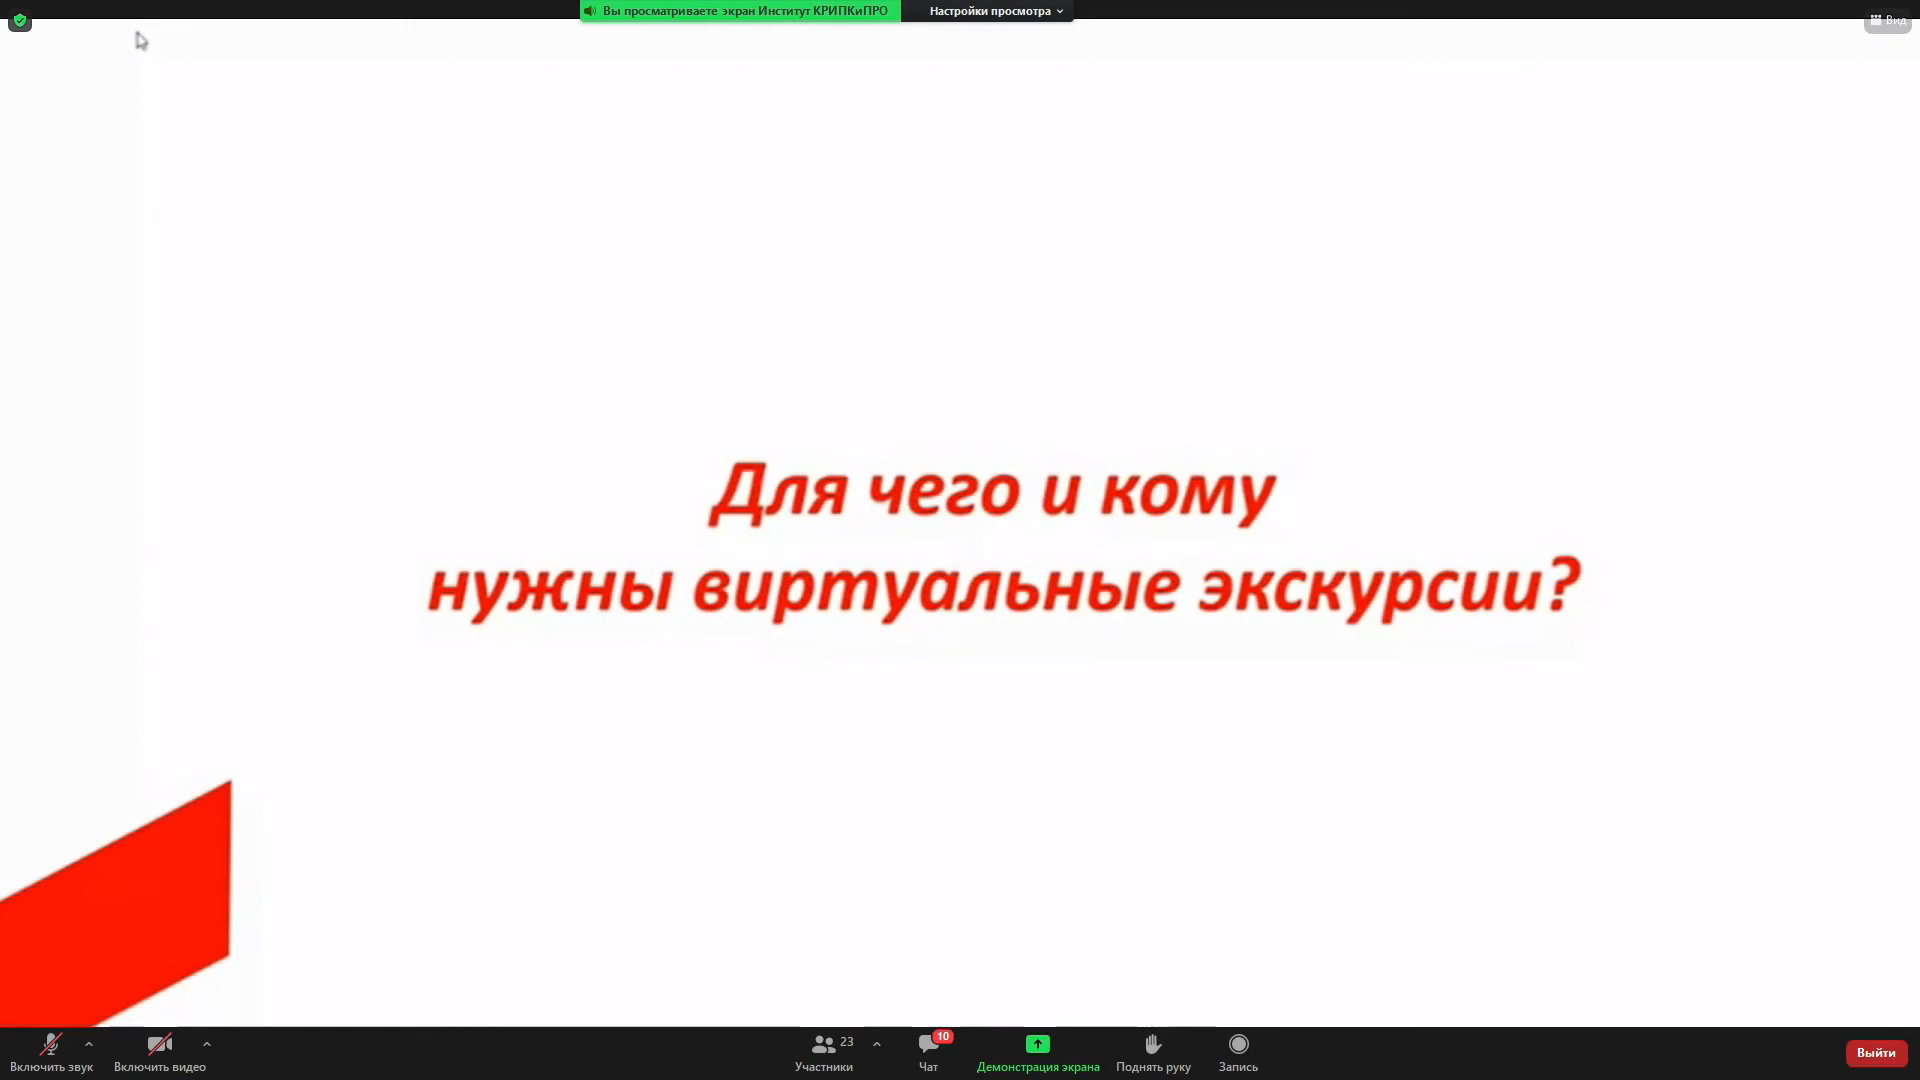 Вы просматриваете экран Институт КРИПКиПРО
Настройки просмотра
Вид
Для чего и кому
нужны виртуальные экскурсии?
Включить звук
Включить видео
23
Участники
10
Чат
Демонстрация экрана
Поднять руку
Запись
Выйти